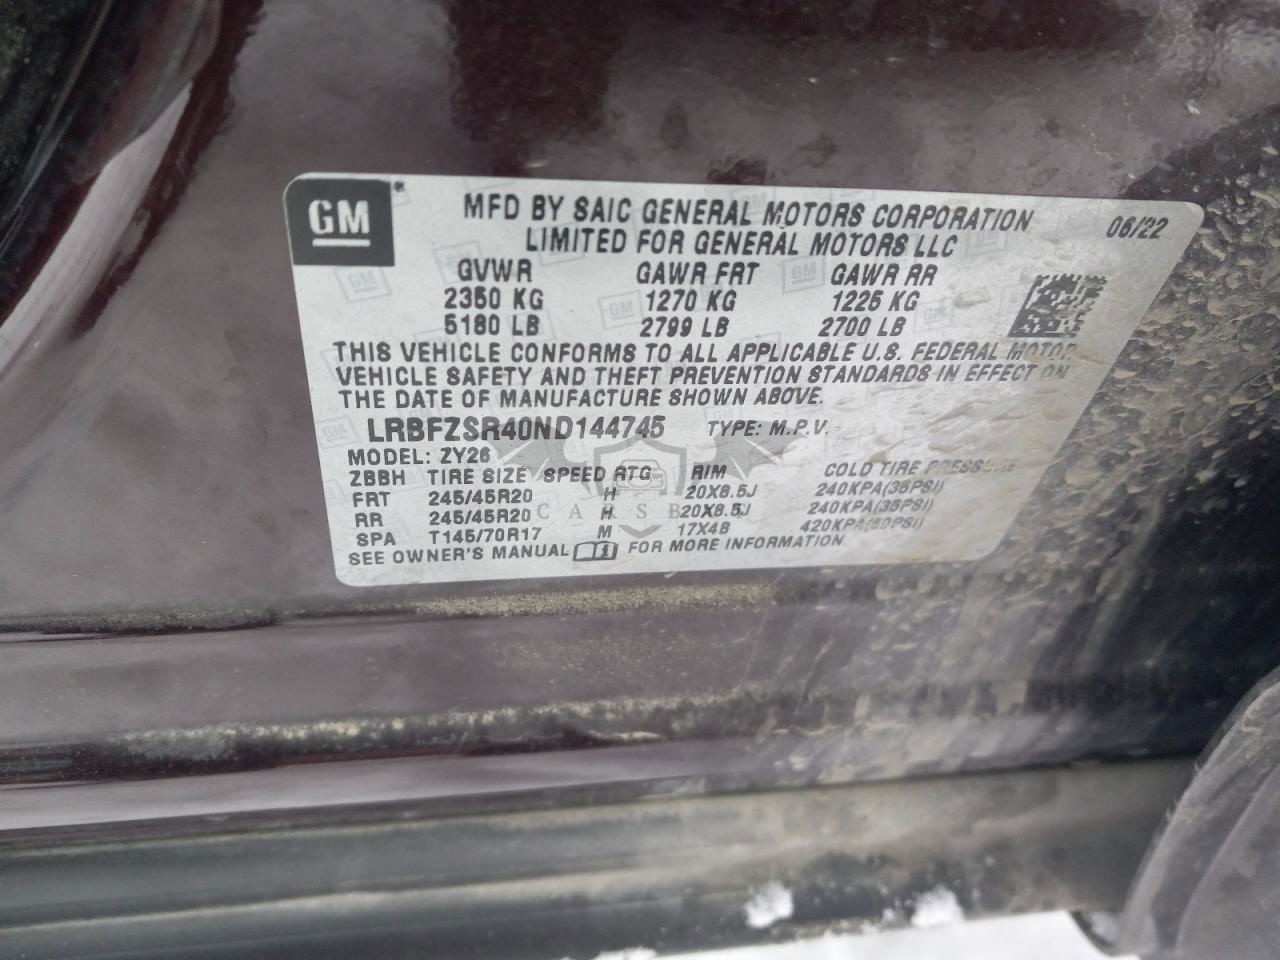 GM
MFD BY SAIC GENERAL MOTORS CORPORATION 06/22
LIMITED FOR GENERAL MOTORS LLC
GVWR GAWR FRT GAWR RR
2350 KG 1270 KG 1225 KG
5180 LB 2799 LB 2700 LB
THIS VEHICLE CONFORMS TO ALL APPLICABLE U.S. FEDERAL MOTOR
VEHICLE SAFETY AND THEFT PREVENTION STANDARDS IN EFFECT ON
THE DATE OF MANUFACTURE SHOWN ABOVE.
LRBFZSR40ND144745 TYPE: M.P.V.
MODEL: ZY26
ZBBH TIRE SIZE SPEED RTG RIM COLD TIRE PRESSURE
FRT 245/45R20 H 20X8.5J 240KPA(35PSI)
RR 245/45R20 H 20X8.5J 240KPA(35PSI)
SPA T145/70R17 M 17X4B 420KPA(60PSI)
SEE OWNER'S MANUAL FOR MORE INFORMATION